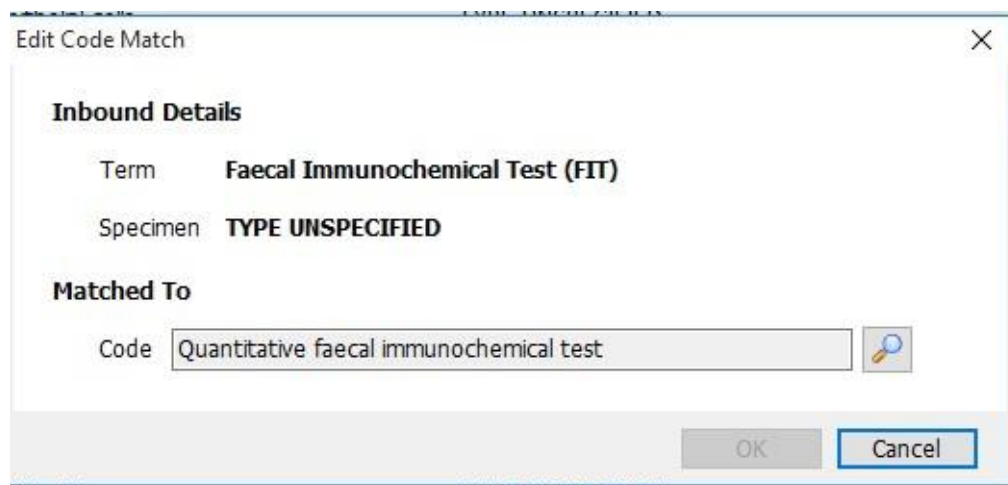 Edit Code Match
Inbound Details
Term Faecal Immunochemical Test (FIT)
Specimen TYPE UNSPECIFIED
Matched To
Code Quantitative faecal immunochemical test
OK Cancel